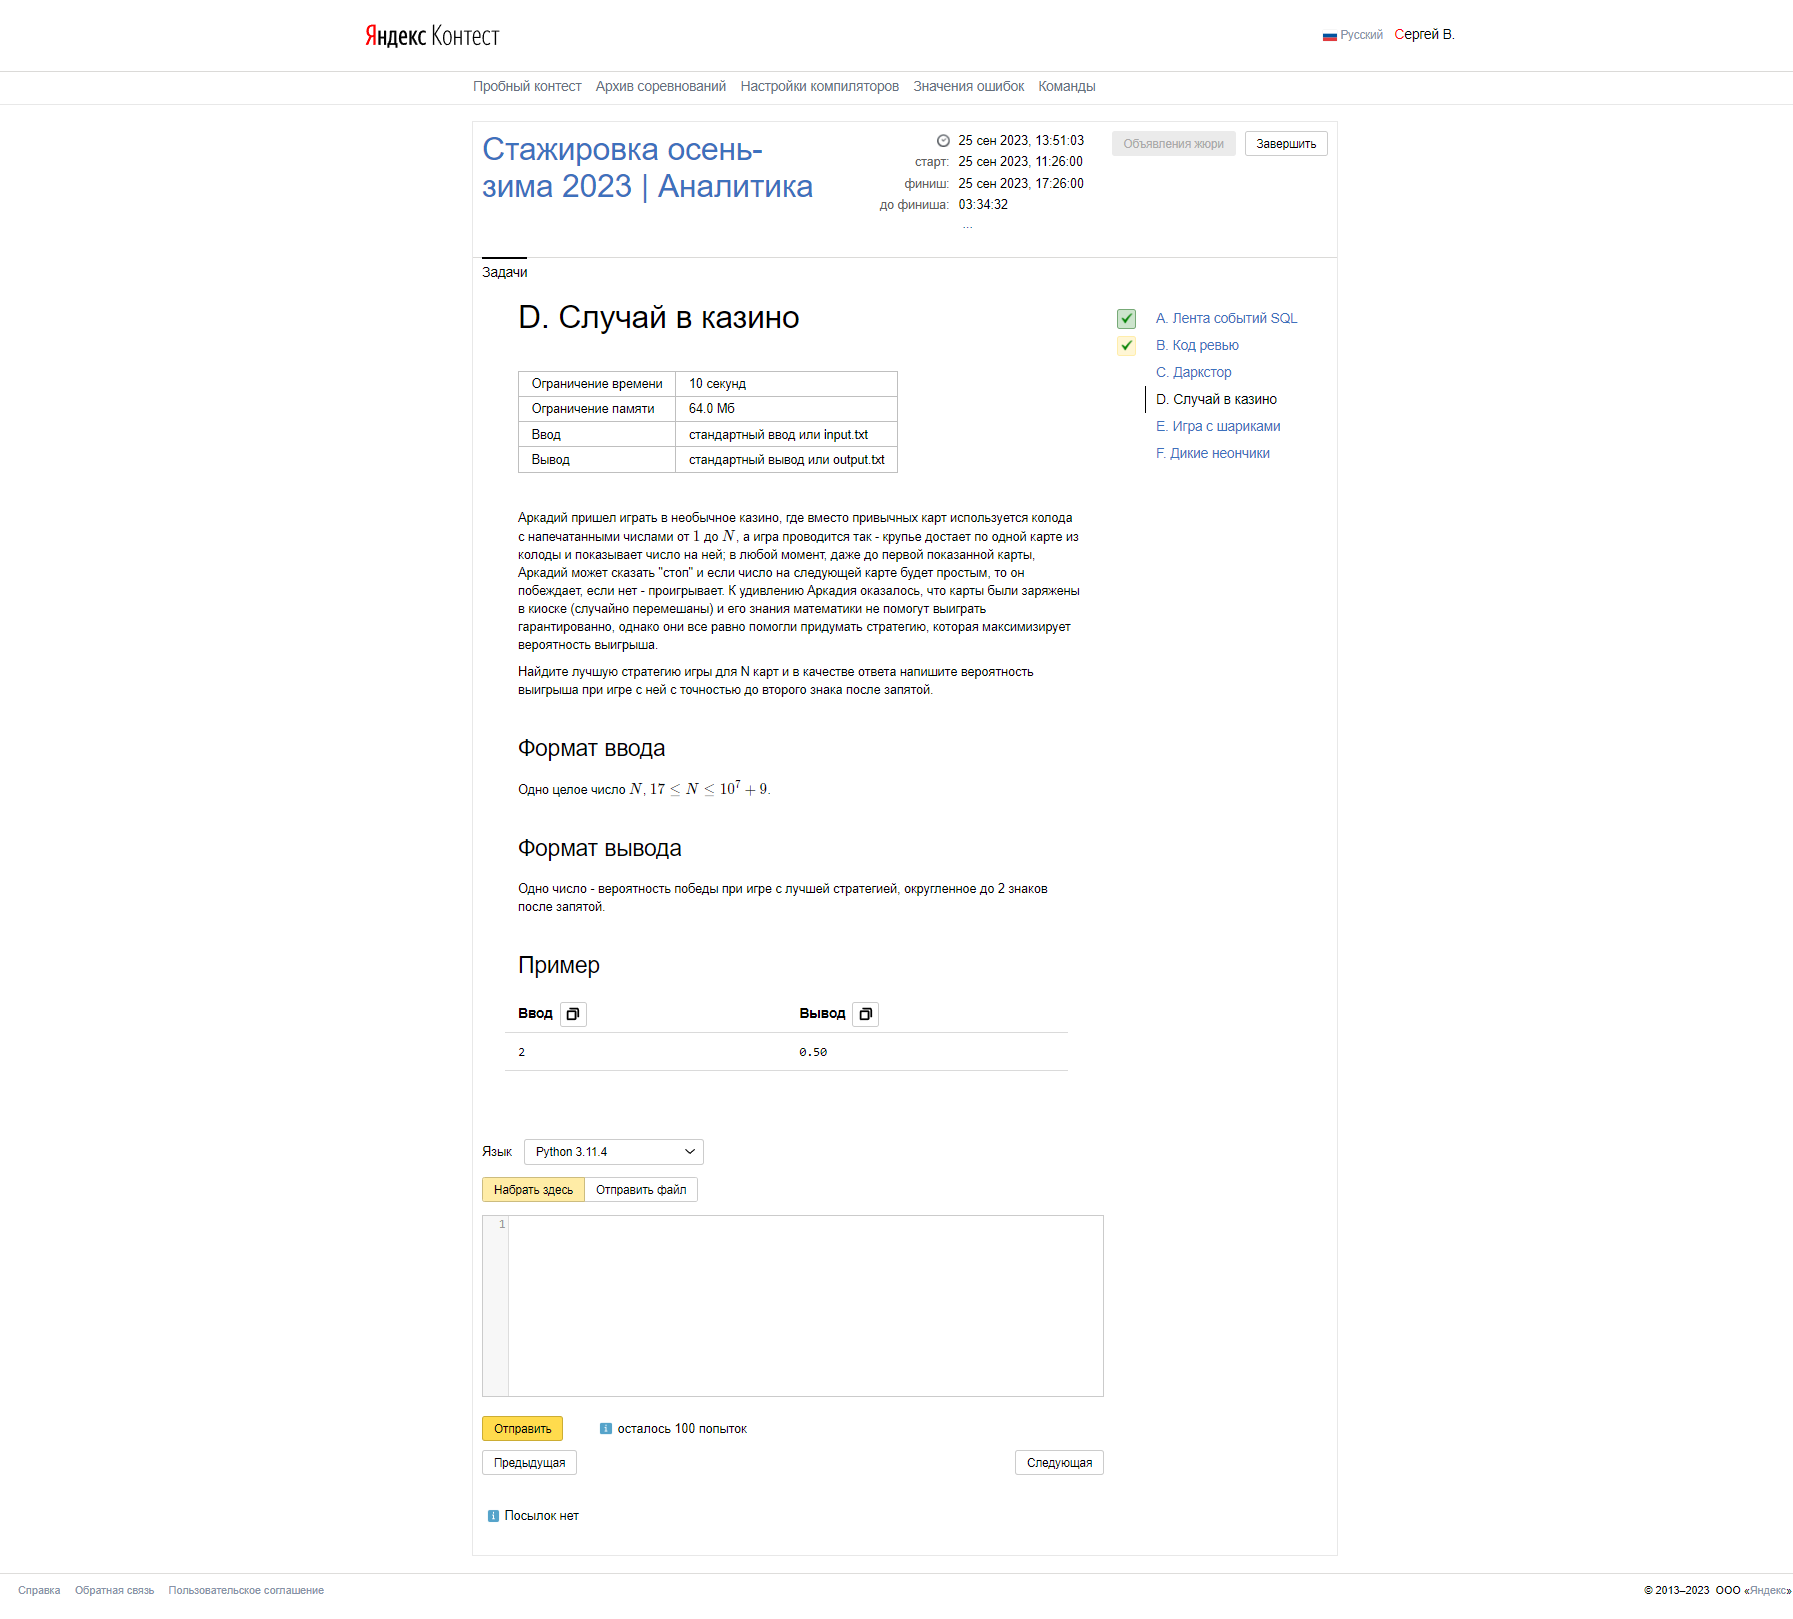 Яндекс Контест
Русский Сергей В.
Пробный контест Архив соревнований Настройки компиляторов Значения ошибок Команды
Стажировка осень-
зима 2023 | Аналитика
25 сен 2023, 13:51:03
старт: 25 сен 2023, 11:26:00
финиш: 25 сен 2023, 17:26:00
до финиша: 03:34:32
...
Объявления жюри Завершить
Задачи
D. Случай в казино
Ограничение времени 10 секунд
Ограничение памяти 64.0 Мб
Ввод стандартный ввод или input.txt
Вывод стандартный вывод или output.txt
Аркадий пришел играть в необычное казино, где вместо привычных карт используется колода
с напечатанными числами от 1 до N, а игра проводится так - крупье достает по одной карте из
колоды и показывает число на ней; в любой момент, даже до первой показанной карты,
Аркадий может сказать "стоп" и если число на следующей карте будет простым, то он
побеждает, если нет - проигрывает. К удивлению Аркадия оказалось, что карты были заряжены
в киоске (случайно перемешаны) и его знания математики не помогут выиграть
гарантированно, однако они все равно помогли придумать стратегию, которая максимизирует
вероятность выигрыша.
Найдите лучшую стратегию игры для N карт и в качестве ответа напишите вероятность
выигрыша при игре с ней с точностью до второго знака после запятой.
Формат ввода
Одно целое число N, 17 ≤ N ≤ 10⁷ + 9.
Формат вывода
Одно число - вероятность победы при игре с лучшей стратегией, округленное до 2 знаков
после запятой.
Пример
Ввод Вывод
2 0.50
A. Лента событий SQL
B. Код ревью
C. Даркстор
D. Случай в казино
E. Игра с шариками
F. Дикие неончики
Язык Python 3.11.4
Набрать здесь Отправить файл
1
Отправить осталось 100 попыток
Предыдущая Следующая
Посылок нет
Справка Обратная связь Пользовательское соглашение © 2013–2023 ООО «Яндекс»